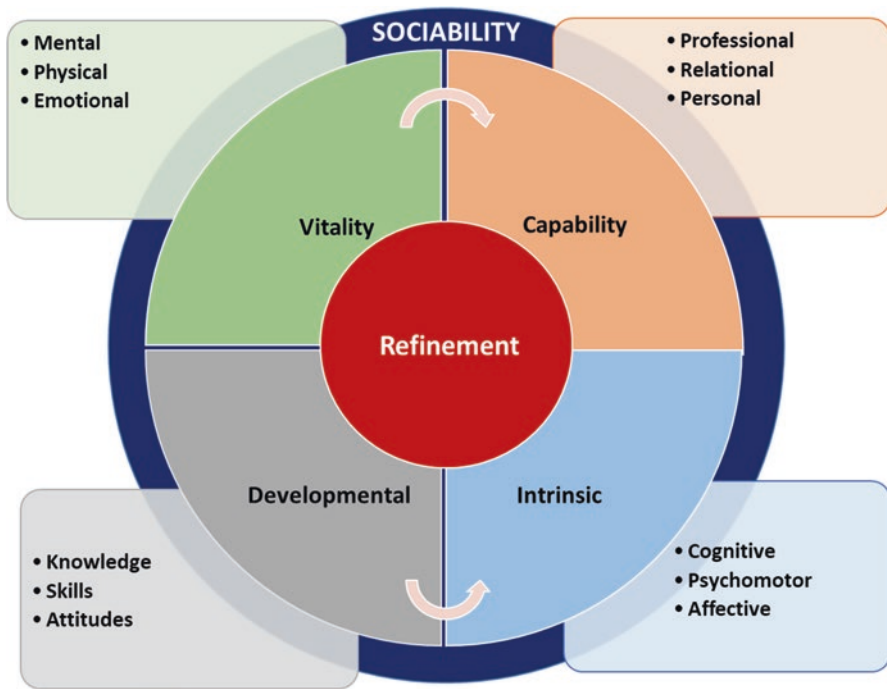 SOCIABILITY
• Mental
• Physical
• Emotional
• Professional
• Relational
• Personal
Vitality
Capability
Refinement
Developmental
Intrinsic
• Knowledge
• Skills
• Attitudes
• Cognitive
• Psychomotor
• Affective